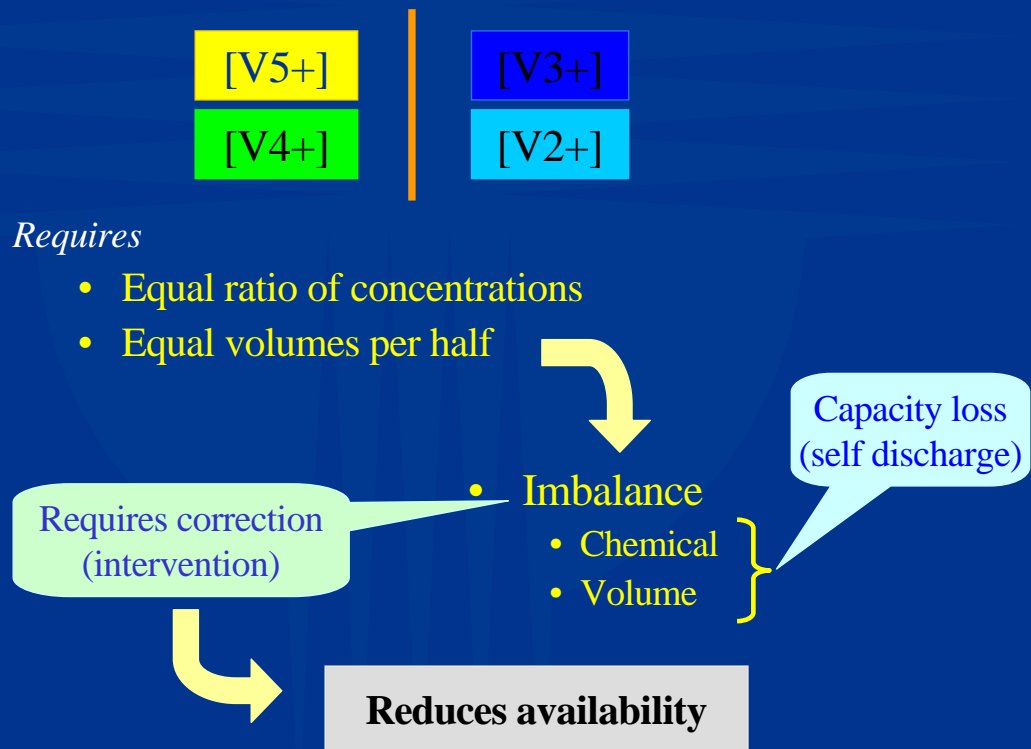 [V5+] [V3+]
[V4+] [V2+]
Requires
• Equal ratio of concentrations
• Equal volumes per half
Capacity loss
(self discharge)
• Imbalance
Requires correction
(intervention)
• Chemical
• Volume
Reduces availability